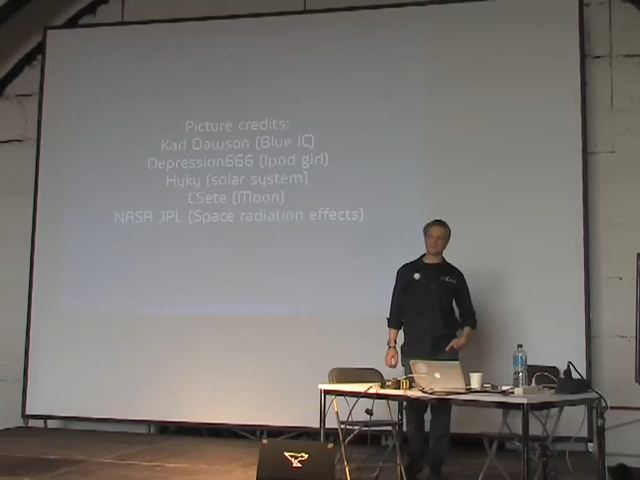 Picture credits:
Karl Dawson (Blue IC)
Depression666 (Ipod girl)
Hyky (solar system)
CSete (Moon)
NASA JPL (Space radiation effects)